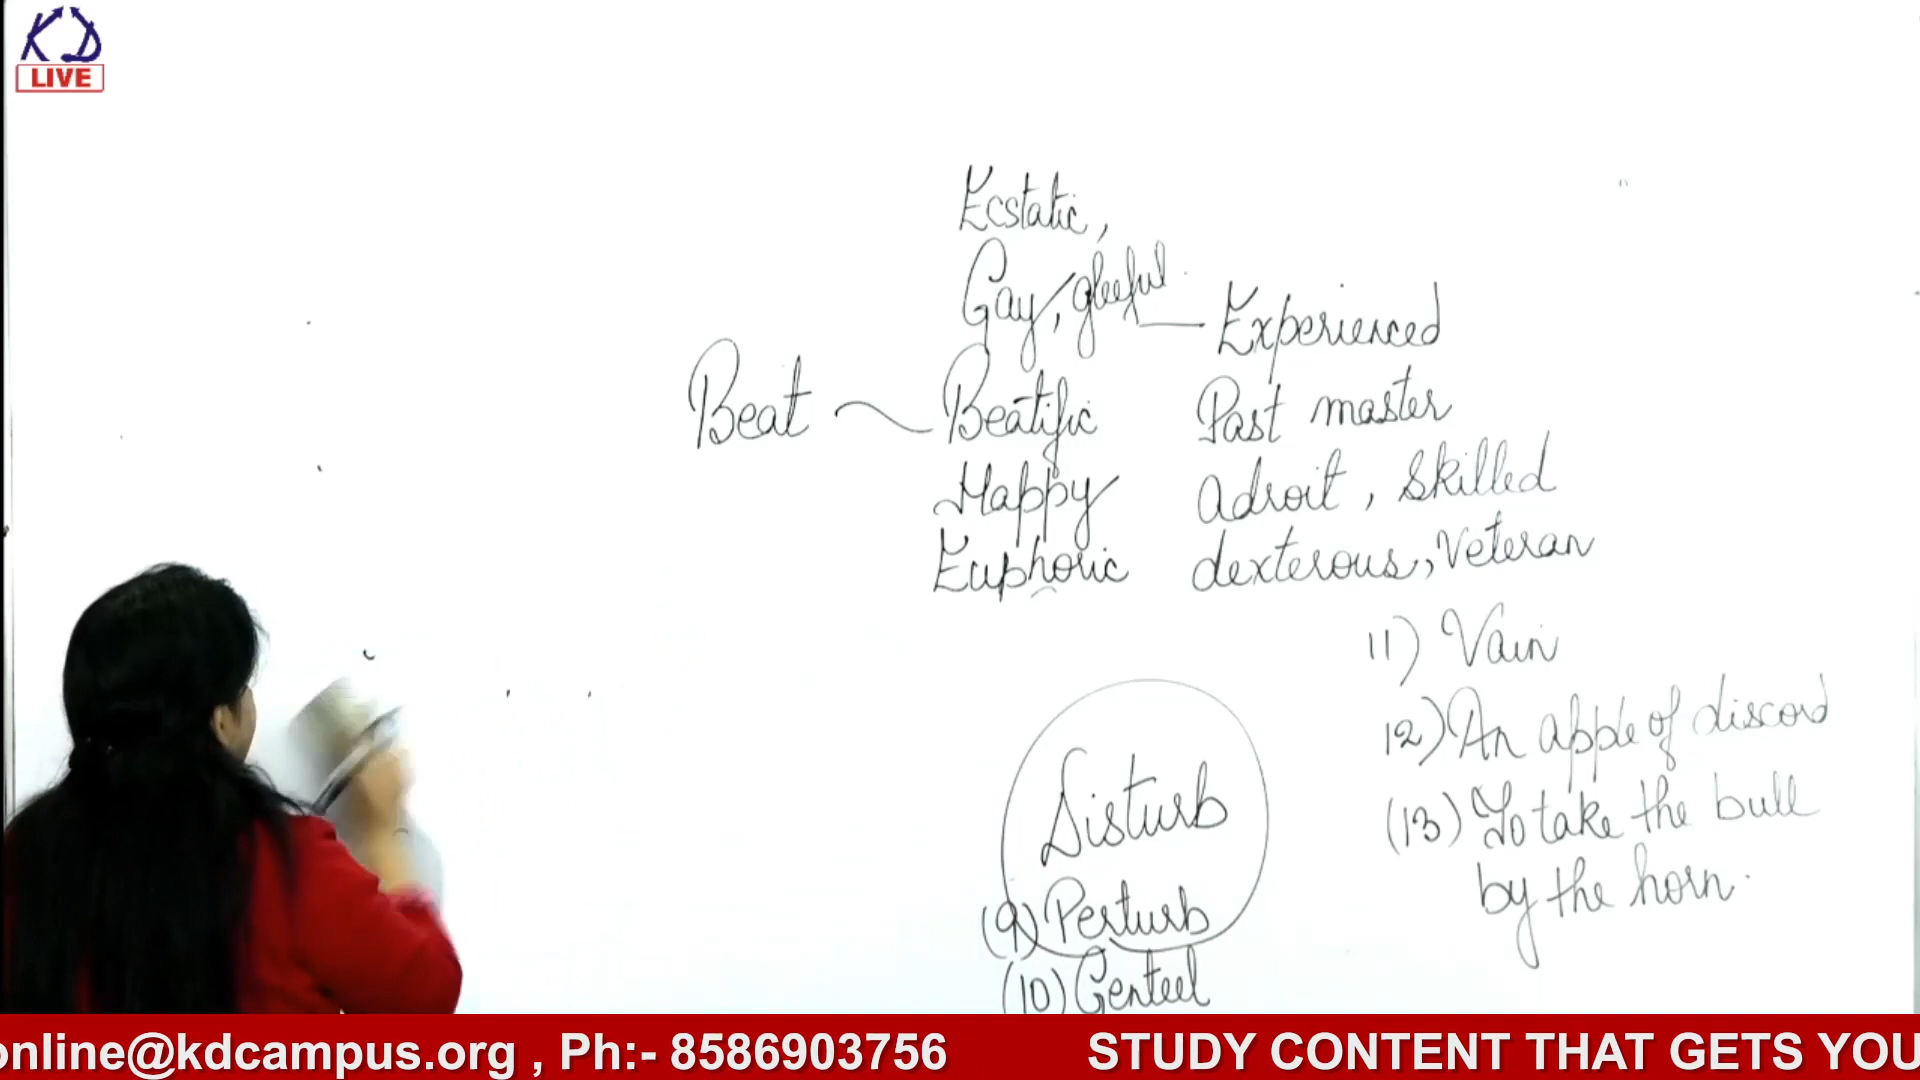 KD
LIVE
Ecstatic,
Gay, gleeful
Experienced
Beat
Beatific
Past master
Happy
Adroit, Skilled
Euphoric
dexterous, Veteran
11) Vain
12) An apple of discord
(13) To take the bull
by the horn.
Disturb
(9) Perturb
(10) Genteel
online@kdcampus.org , Ph:- 8586903756
STUDY CONTENT THAT GETS YOU